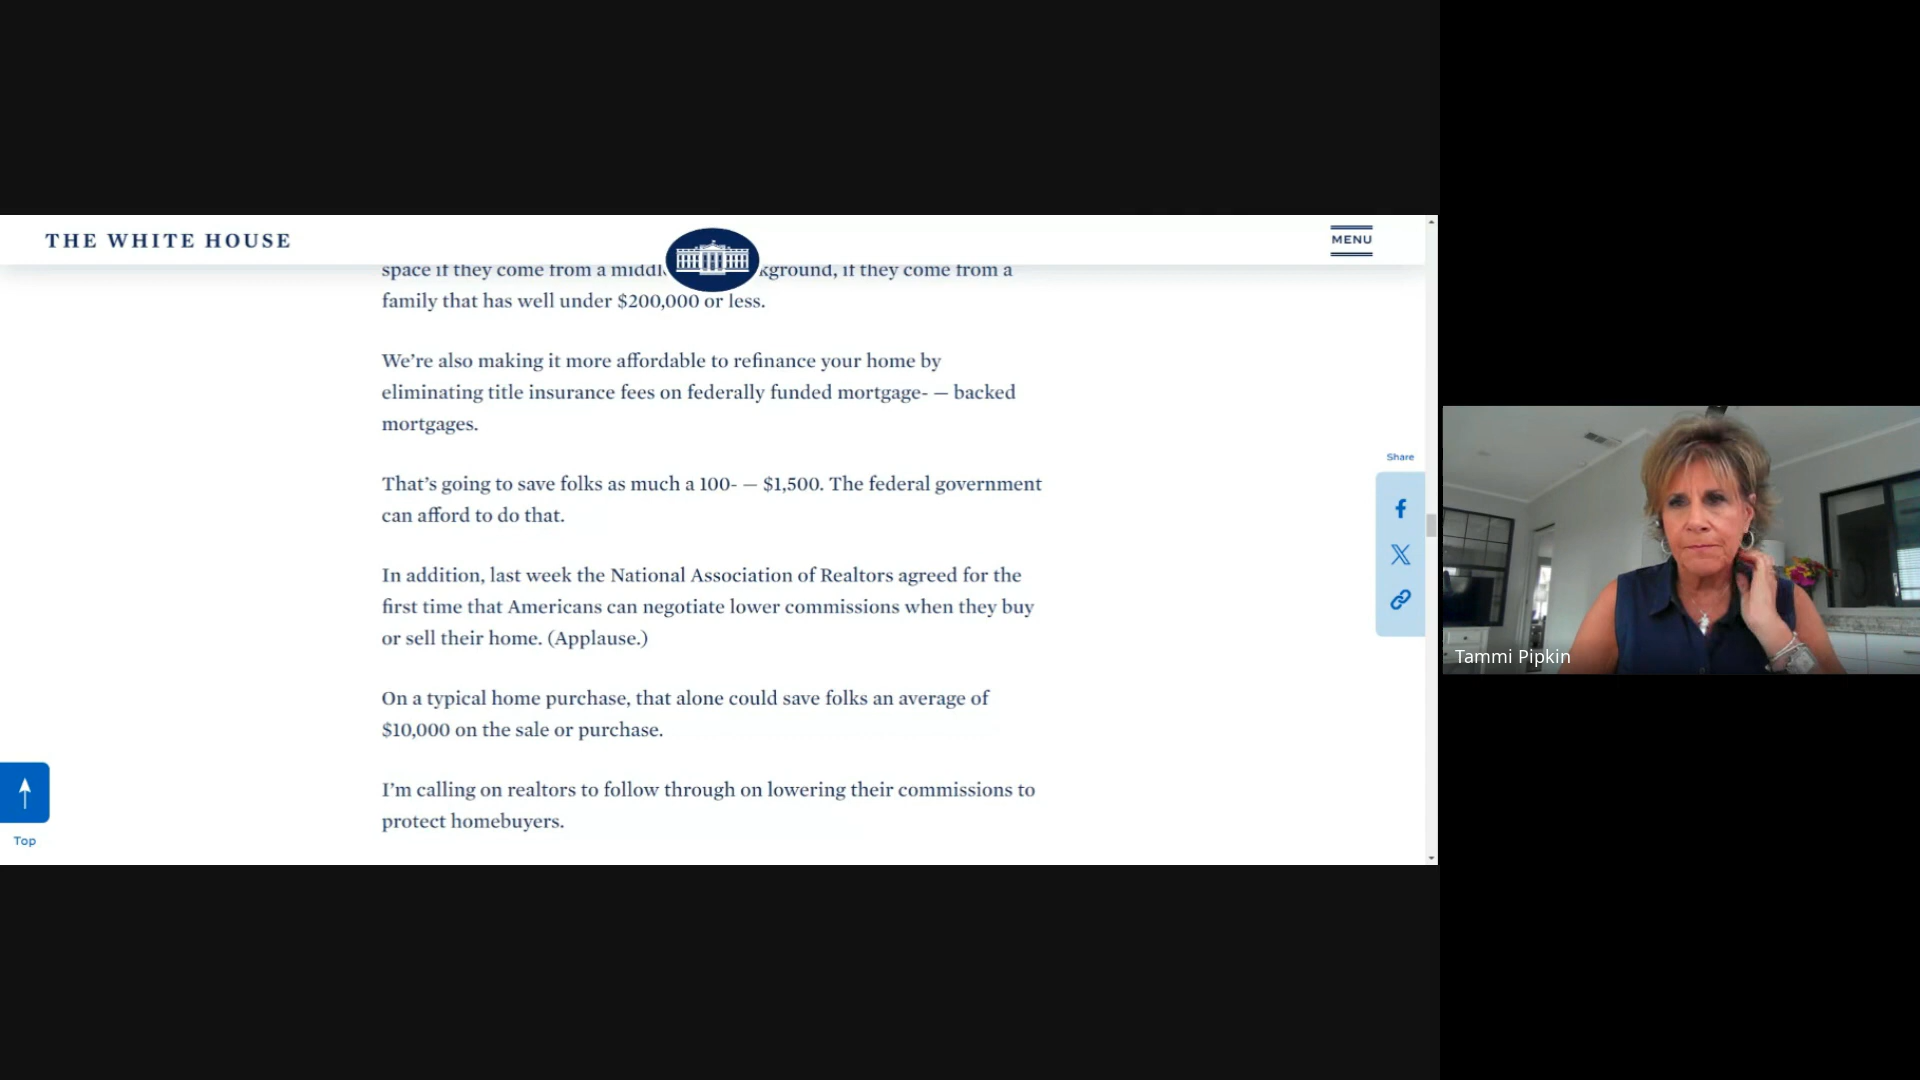 THE WHITE HOUSE
MENU
space if they come from a
kground, if they come from a
family that has well under $200,000 or less.
We’re also making it more affordable to refinance your home by
eliminating title insurance fees on federally funded mortgage- — backed
mortgages.
That’s going to save folks as much a 100- — $1,500. The federal government
can afford to do that.
In addition, last week the National Association of Realtors agreed for the
first time that Americans can negotiate lower commissions when they buy
or sell their home. (Applause.)
On a typical home purchase, that alone could save folks an average of
$10,000 on the sale or purchase.
I’m calling on realtors to follow through on lowering their commissions to
protect homebuyers.
Share
Top
Tammi Pipkin